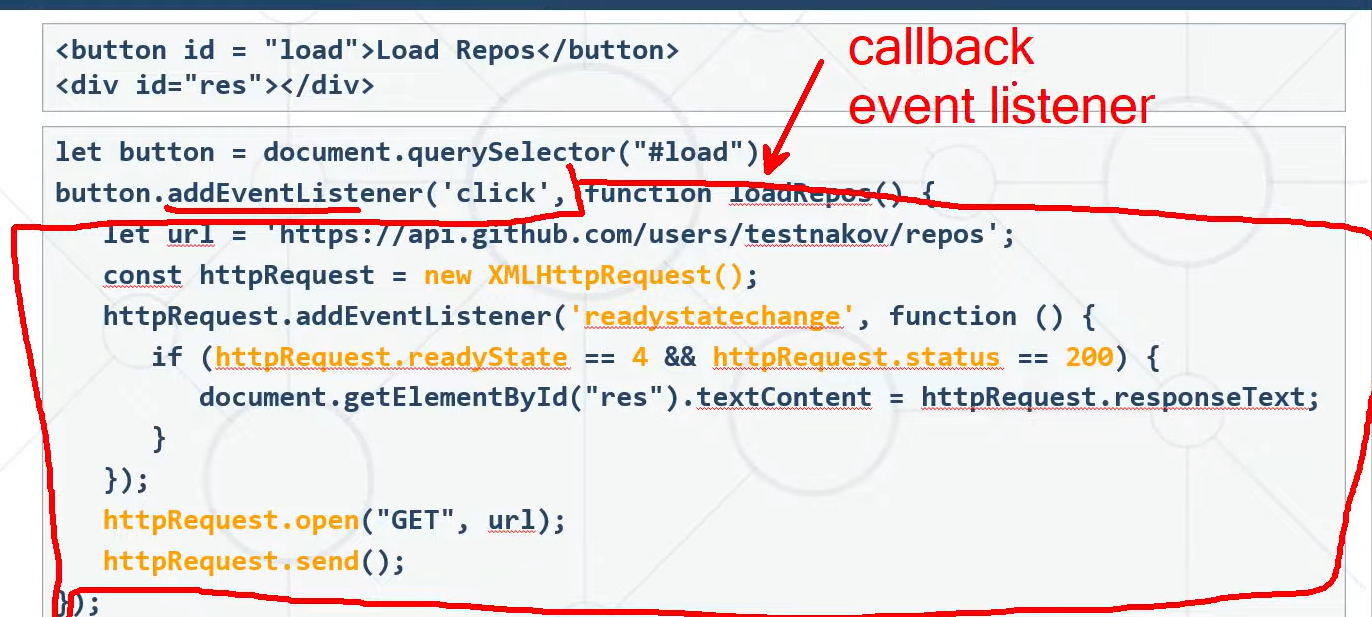 <button id = "load">Load Repos</button>
<div id="res"></div>
callback
event listener
let button = document.querySelector("#load")
button.addEventListener('click', function loadRepos() {
let url = 'https://api.github.com/users/testnakov/repos';
const httpRequest = new XMLHttpRequest();
httpRequest.addEventListener('readystatechange', function () {
if (httpRequest.readyState == 4 && httpRequest.status == 200) {
document.getElementById("res").textContent = httpRequest.responseText;
}
});
httpRequest.open("GET", url);
httpRequest.send();
});